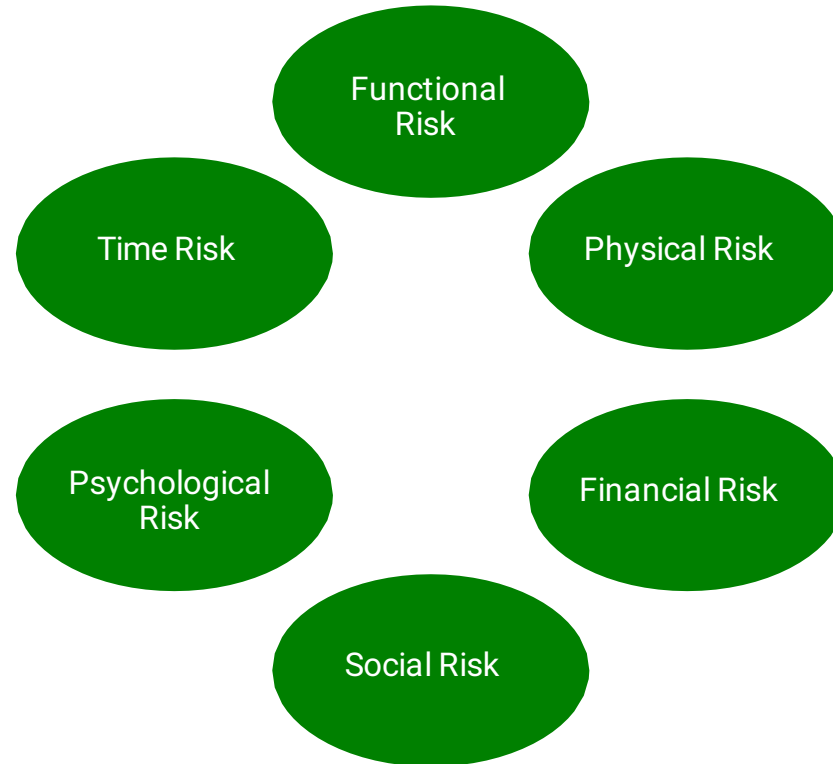 Functional
Risk
Time Risk
Physical Risk
Psychological
Risk
Financial Risk
Social Risk